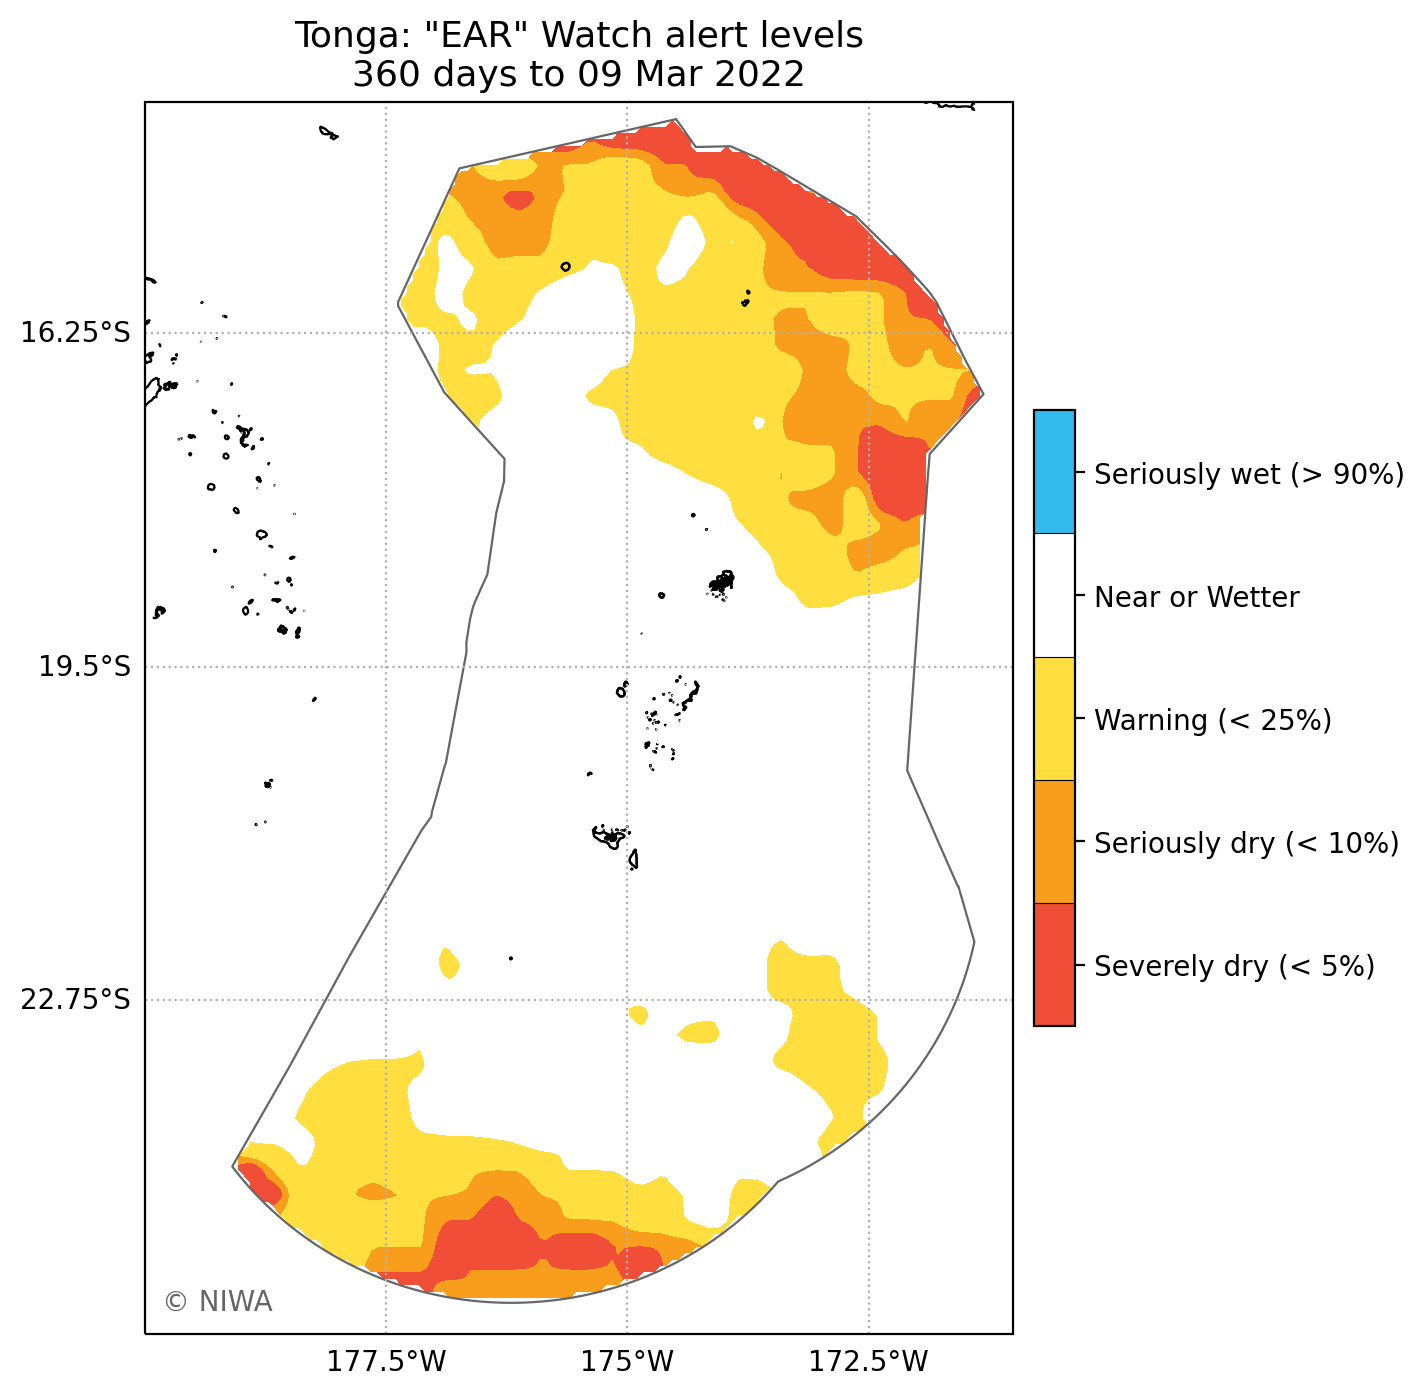 Tonga: "EAR" Watch alert levels
360 days to 09 Mar 2022
16.25°S
19.5°S
22.75°S
177.5°W
175°W
172.5°W
Seriously wet (> 90%)
Near or Wetter
Warning (< 25%)
Seriously dry (< 10%)
Severely dry (< 5%)
© NIWA